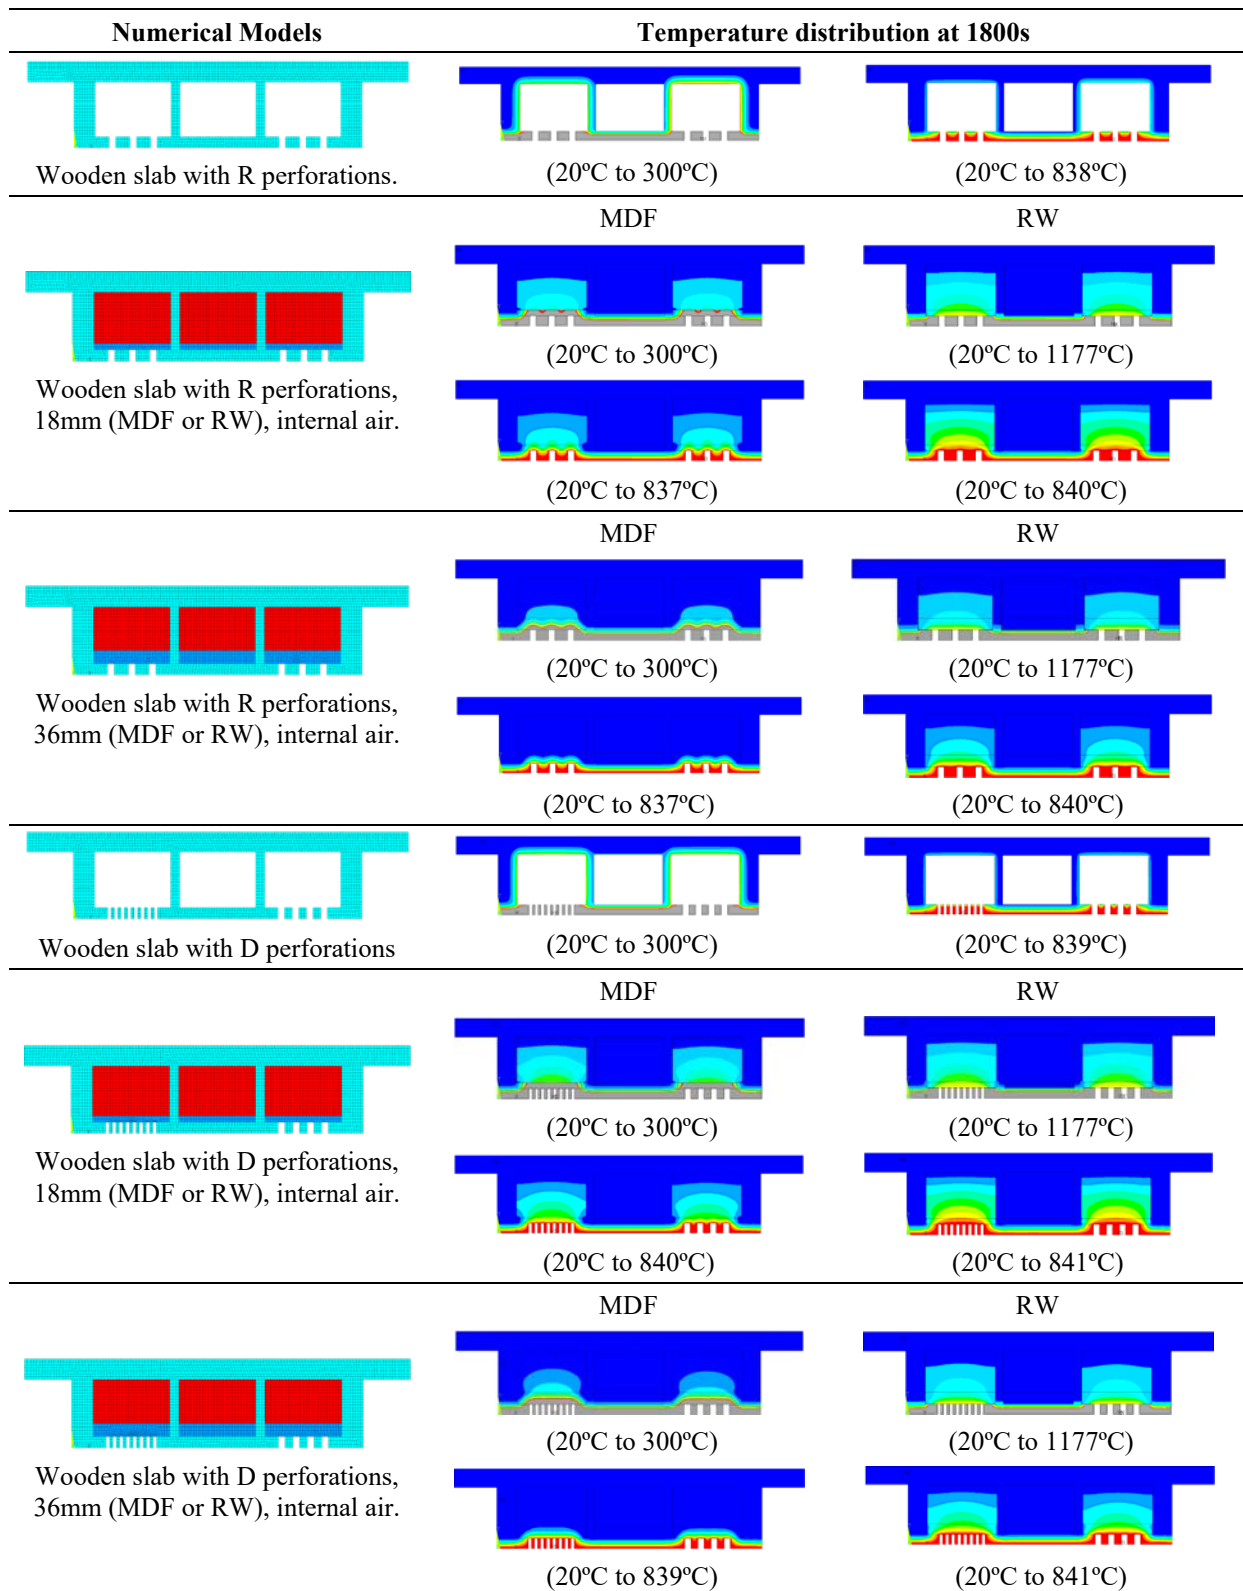 Numerical Models
Temperature distribution at 1800s
Wooden slab with R perforations.
(20ºC to 300ºC)
(20ºC to 838ºC)
MDF
RW
(20ºC to 300ºC)
(20ºC to 1177ºC)
Wooden slab with R perforations,
18mm (MDF or RW), internal air.
(20ºC to 837ºC)
(20ºC to 840ºC)
MDF
RW
(20ºC to 300ºC)
(20ºC to 1177ºC)
Wooden slab with R perforations,
36mm (MDF or RW), internal air.
(20ºC to 837ºC)
(20ºC to 840ºC)
Wooden slab with D perforations
(20ºC to 300ºC)
(20ºC to 839ºC)
MDF
RW
(20ºC to 300ºC)
(20ºC to 1177ºC)
Wooden slab with D perforations,
18mm (MDF or RW), internal air.
(20ºC to 840ºC)
(20ºC to 841ºC)
MDF
RW
(20ºC to 300ºC)
(20ºC to 1177ºC)
Wooden slab with D perforations,
36mm (MDF or RW), internal air.
(20ºC to 839ºC)
(20ºC to 841ºC)